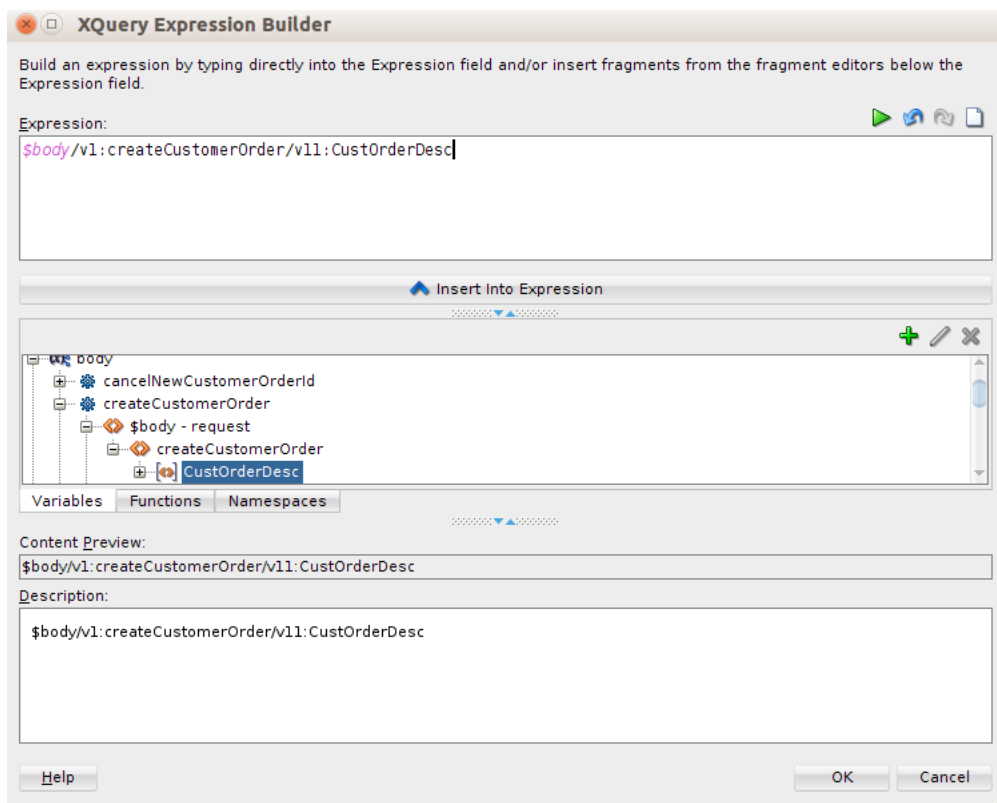 XQuery Expression Builder
Build an expression by typing directly into the Expression field and/or insert fragments from the fragment editors below the
Expression field.
Expression:
$body/v1:createCustomerOrder/v11:CustOrderDesc
Insert Into Expression
body
cancelNewCustomerOrderId
createCustomerOrder
$body - request
createCustomerOrder
CustOrderDesc
Variables Functions Namespaces
Content Preview:
$body/v1:createCustomerOrder/v11:CustOrderDesc
Description:
$body/v1:createCustomerOrder/v11:CustOrderDesc
Help OK Cancel